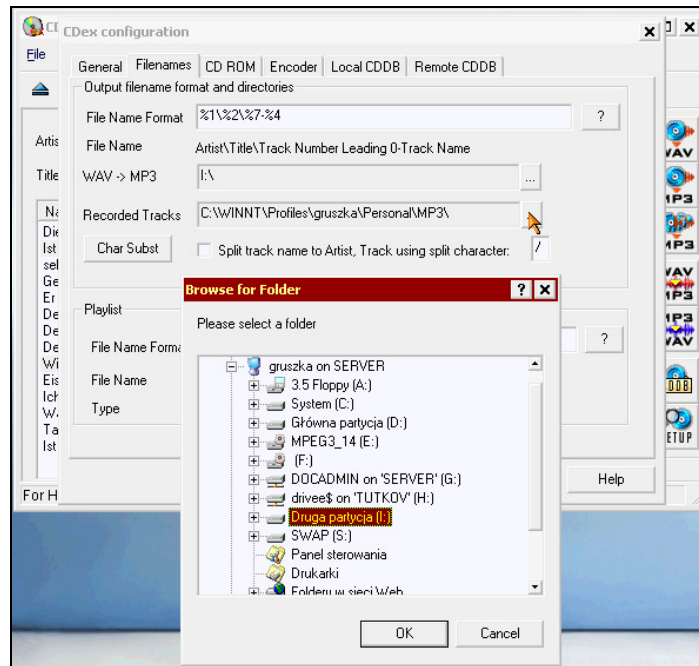 CDex configuration
File
General Filenames CD ROM Encoder Local CDDB Remote CDDB
Output filename format and directories
File Name Format %1\%2\%7-%4 ?
File Name Artist\Title\Track Number Leading 0-Track Name
WAV -> MP3 I:\ ...
Recorded Tracks C:\WINNT\Profiles\gruszka\Personal\MP3\
Char Subst Split track name to Artist, Track using split character: /
Artis
Title
Na
Die
Ist
sel
Ge
Er
De
De
De
Wi
Eis
Ich
Ta
Ist
For H
Playlist
File Name Forma ?
File Name
Type
Help
WAV
MP3
WAV
MP3
MP3
WAV
Browse for Folder ?
Please select a folder
gruszka on SERVER
3.5 Floppy (A:)
System (C:)
Główna partycja (D:)
MPEG3_14 (E:)
(F:)
DOCADMIN on 'SERVER' (G:)
drivee$ on 'TUTKOV' (H:)
Druga partycja (I:)
SWAP (S:)
Panel sterowania
Drukarki
Foldery w sieci Web
OK Cancel